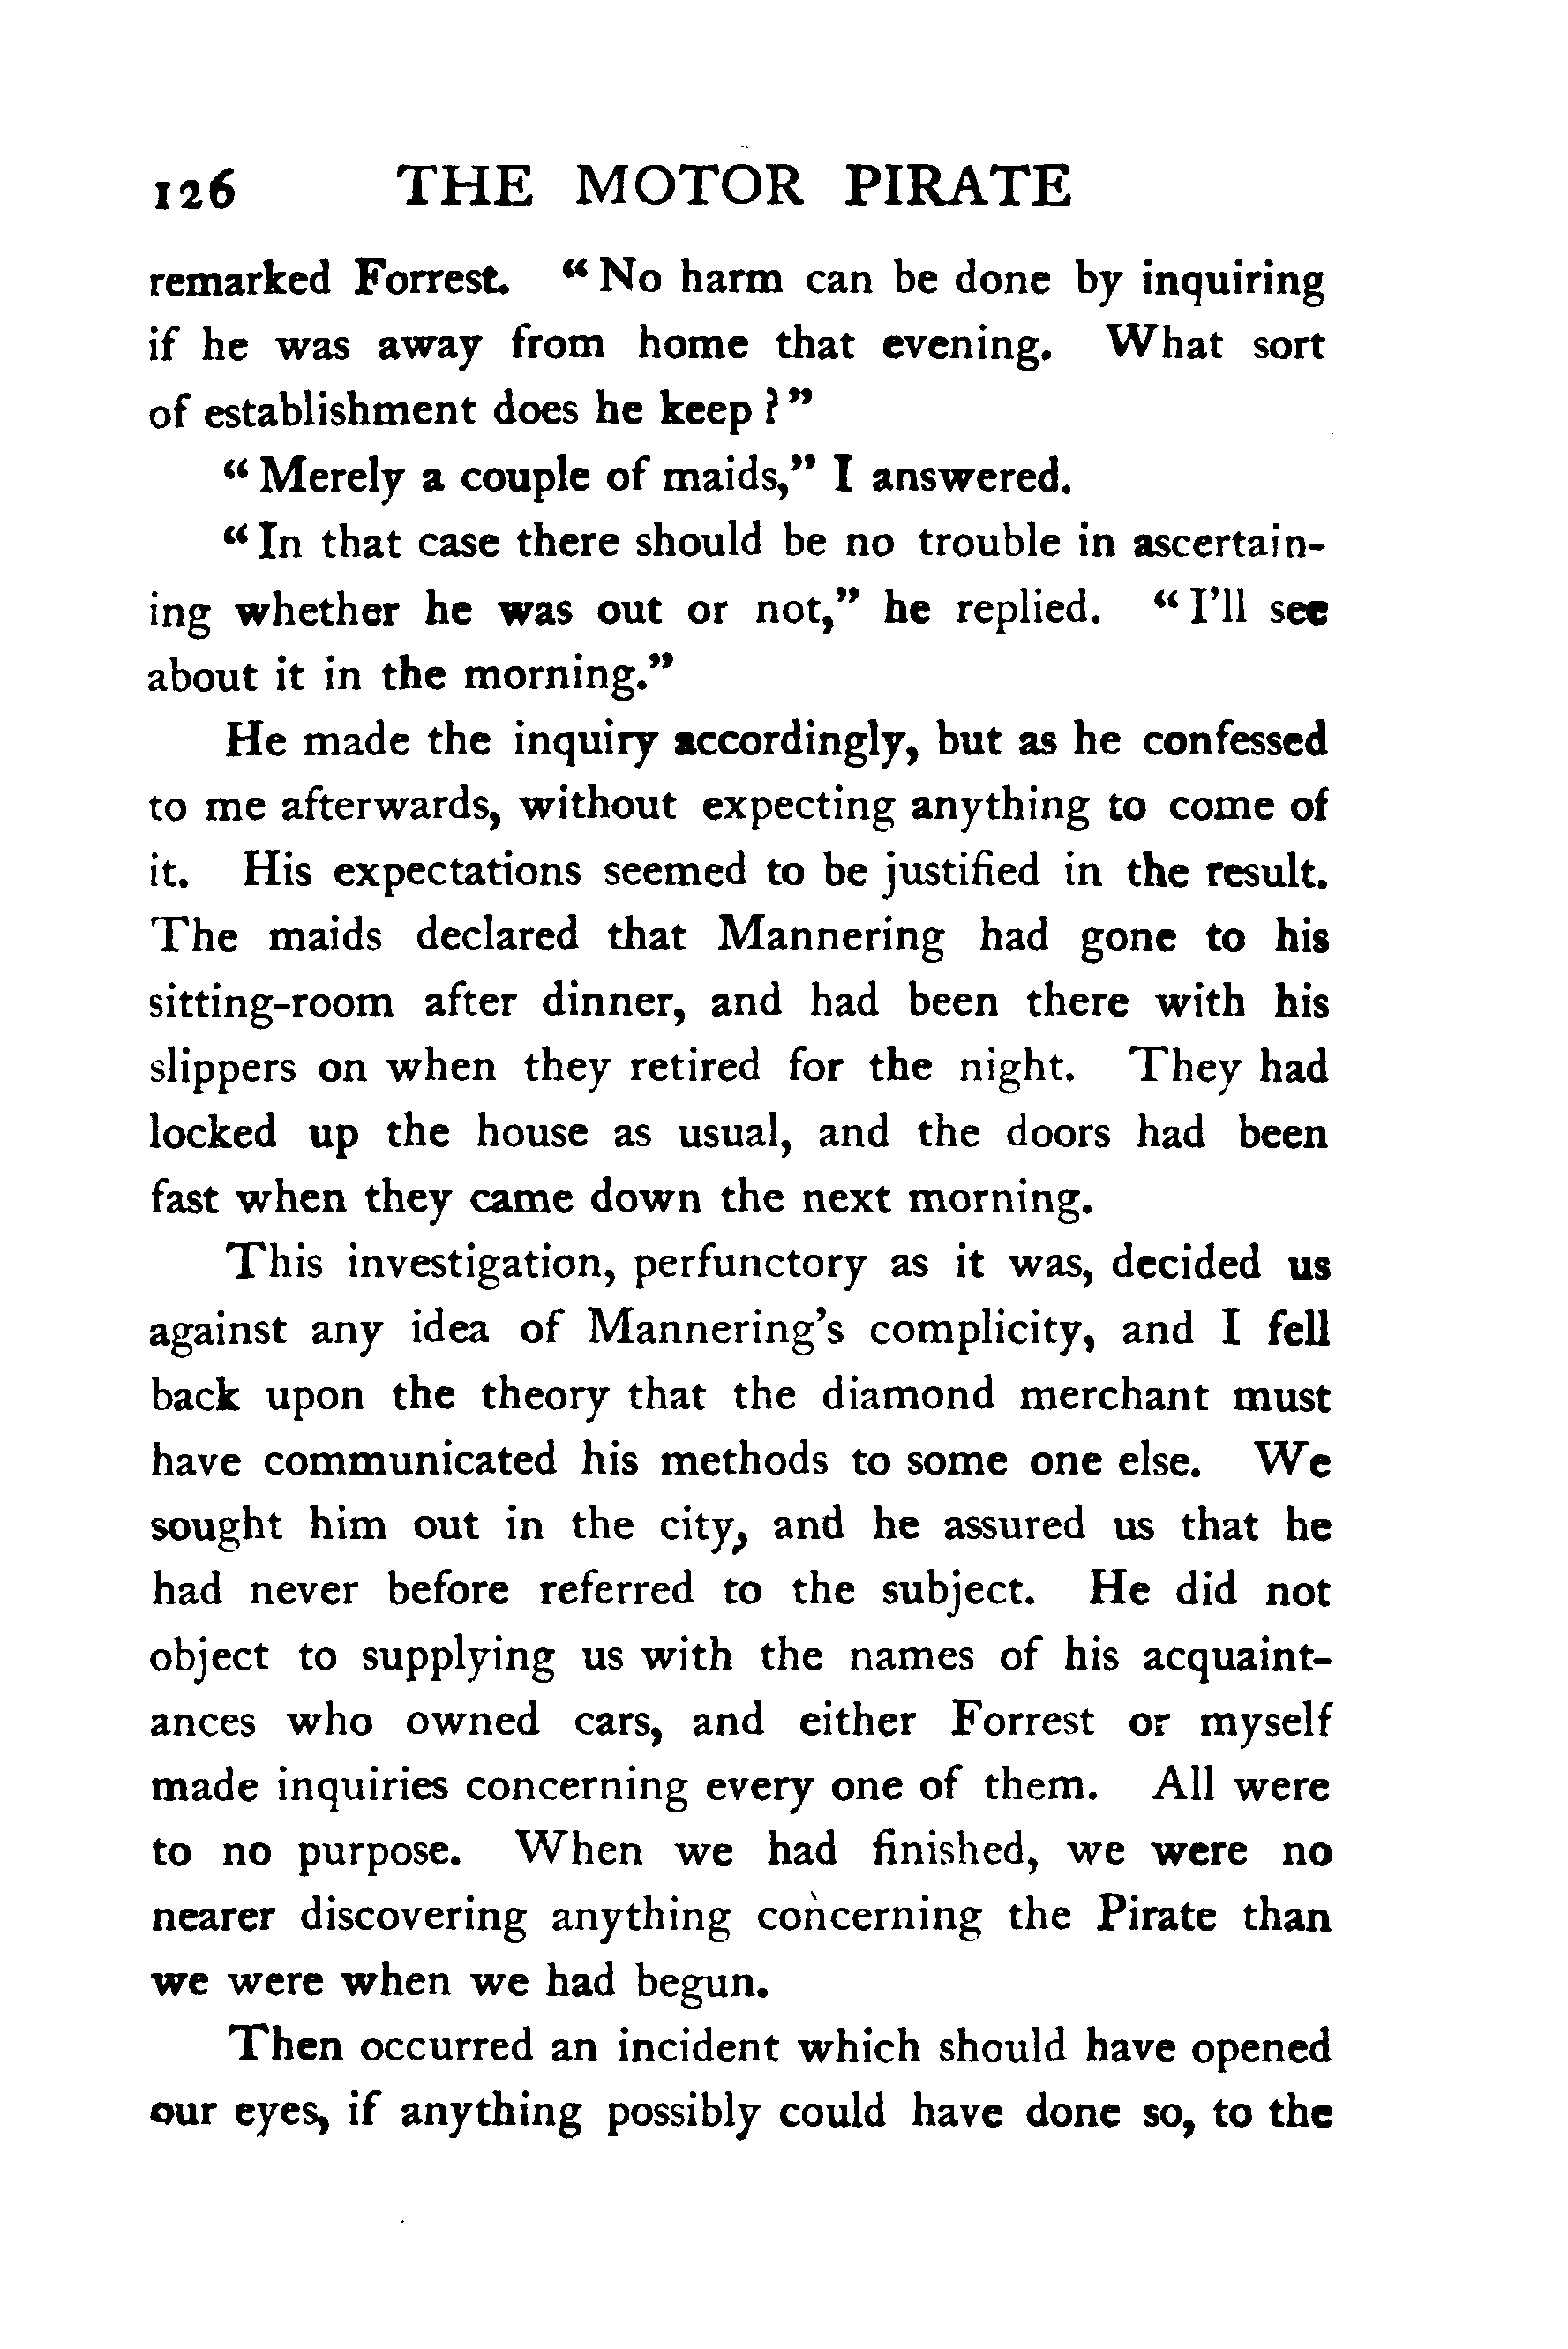 126 THE MOTOR PIRATE
remarked Forrest. “No harm can be done by inquiring
if he was away from home that evening. What sort
of establishment does he keep?”
“Merely a couple of maids,” I answered.
“In that case there should be no trouble in ascertain-
ing whether he was out or not,” he replied. “I’ll see
about it in the morning.”
He made the inquiry accordingly, but as he confessed
to me afterwards, without expecting anything to come of
it. His expectations seemed to be justified in the result.
The maids declared that Mannering had gone to his
sitting-room after dinner, and had been there with his
slippers on when they retired for the night. They had
locked up the house as usual, and the doors had been
fast when they came down the next morning.
This investigation, perfunctory as it was, decided us
against any idea of Mannering’s complicity, and I fell
back upon the theory that the diamond merchant must
have communicated his methods to some one else. We
sought him out in the city, and he assured us that he
had never before referred to the subject. He did not
object to supplying us with the names of his acquaint-
ances who owned cars, and either Forrest or myself
made inquiries concerning every one of them. All were
to no purpose. When we had finished, we were no
nearer discovering anything concerning the Pirate than
we were when we had begun.
Then occurred an incident which should have opened
our eyes, if anything possibly could have done so, to the